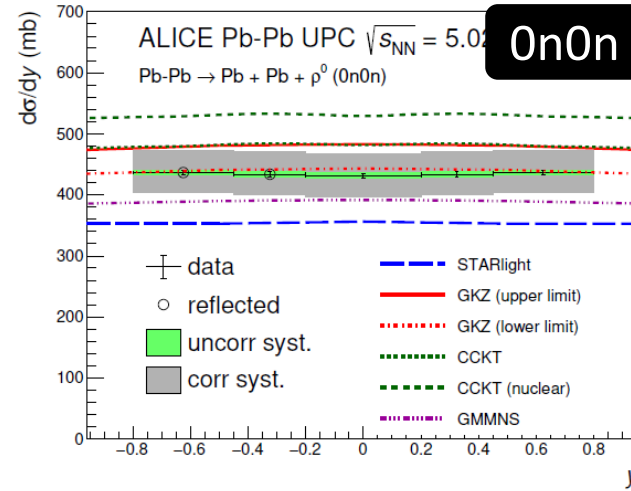 700
600
500
400
300
200
100
0
dσ/dy (mb)
ALICE Pb-Pb UPC √sNN = 5.02
0n0n
Pb-Pb → Pb + Pb + ρ⁰ (0n0n)
data
reflected
uncorr syst.
corr syst.
STARlight
GKZ (upper limit)
GKZ (lower limit)
CCKT
CCKT (nuclear)
GMMNS
−0.8 −0.6 −0.4 −0.2 0 0.2 0.4 0.6 0.8
y